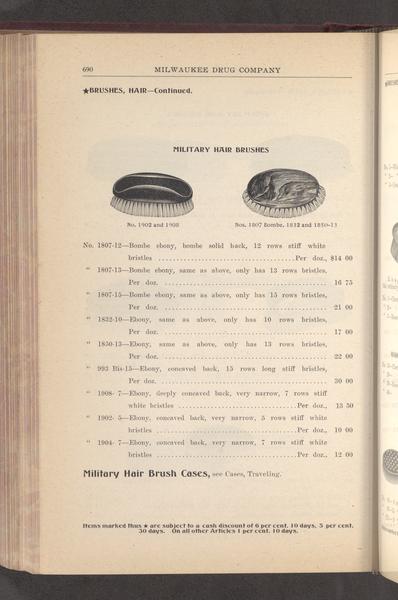 690 MILWAUKEE DRUG COMPANY
★BRUSHES, HAIR—Continued.
MILITARY HAIR BRUSHES
No. 1902 and 1908
Nos. 1807 Bombe, 1832 and 1850-13
No. 1807-12—Bombe ebony, bombe solid back, 12 rows stiff white
bristles ........ Per doz., $14 00
" 1807-13—Bombe ebony, same as above, only has 13 rows bristles,
Per doz. ........ 16 75
" 1807-15—Bombe ebony, same as above, only has 15 rows bristles,
Per doz. ........ 21 00
" 1832-10—Ebony, same as above, only has 10 rows bristles,
Per doz. ........ 17 00
" 1850-13—Ebony, same as above, only has 13 rows bristles,
Per doz. ........ 22 00
" 993 Bis-15—Ebony, concaved back, 15 rows long stiff bristles,
Per doz. ........ 30 00
" 1908- 7—Ebony, deeply concaved back, very narrow, 7 rows stiff
white bristles ........ Per doz., 13 50
" 1902- 5—Ebony, concaved back, very narrow, 5 rows stiff white
bristles ........ Per doz., 10 00
" 1904- 7—Ebony, concaved back, very narrow, 7 rows stiff white
bristles ........ Per doz., 12 00
Military Hair Brush Cases, see Cases, Traveling.
Items marked thus ★ are subject to a cash discount of 6 per cent. 10 days, 5 per cent.
30 days. On all other Articles 1 per cent. 10 days.